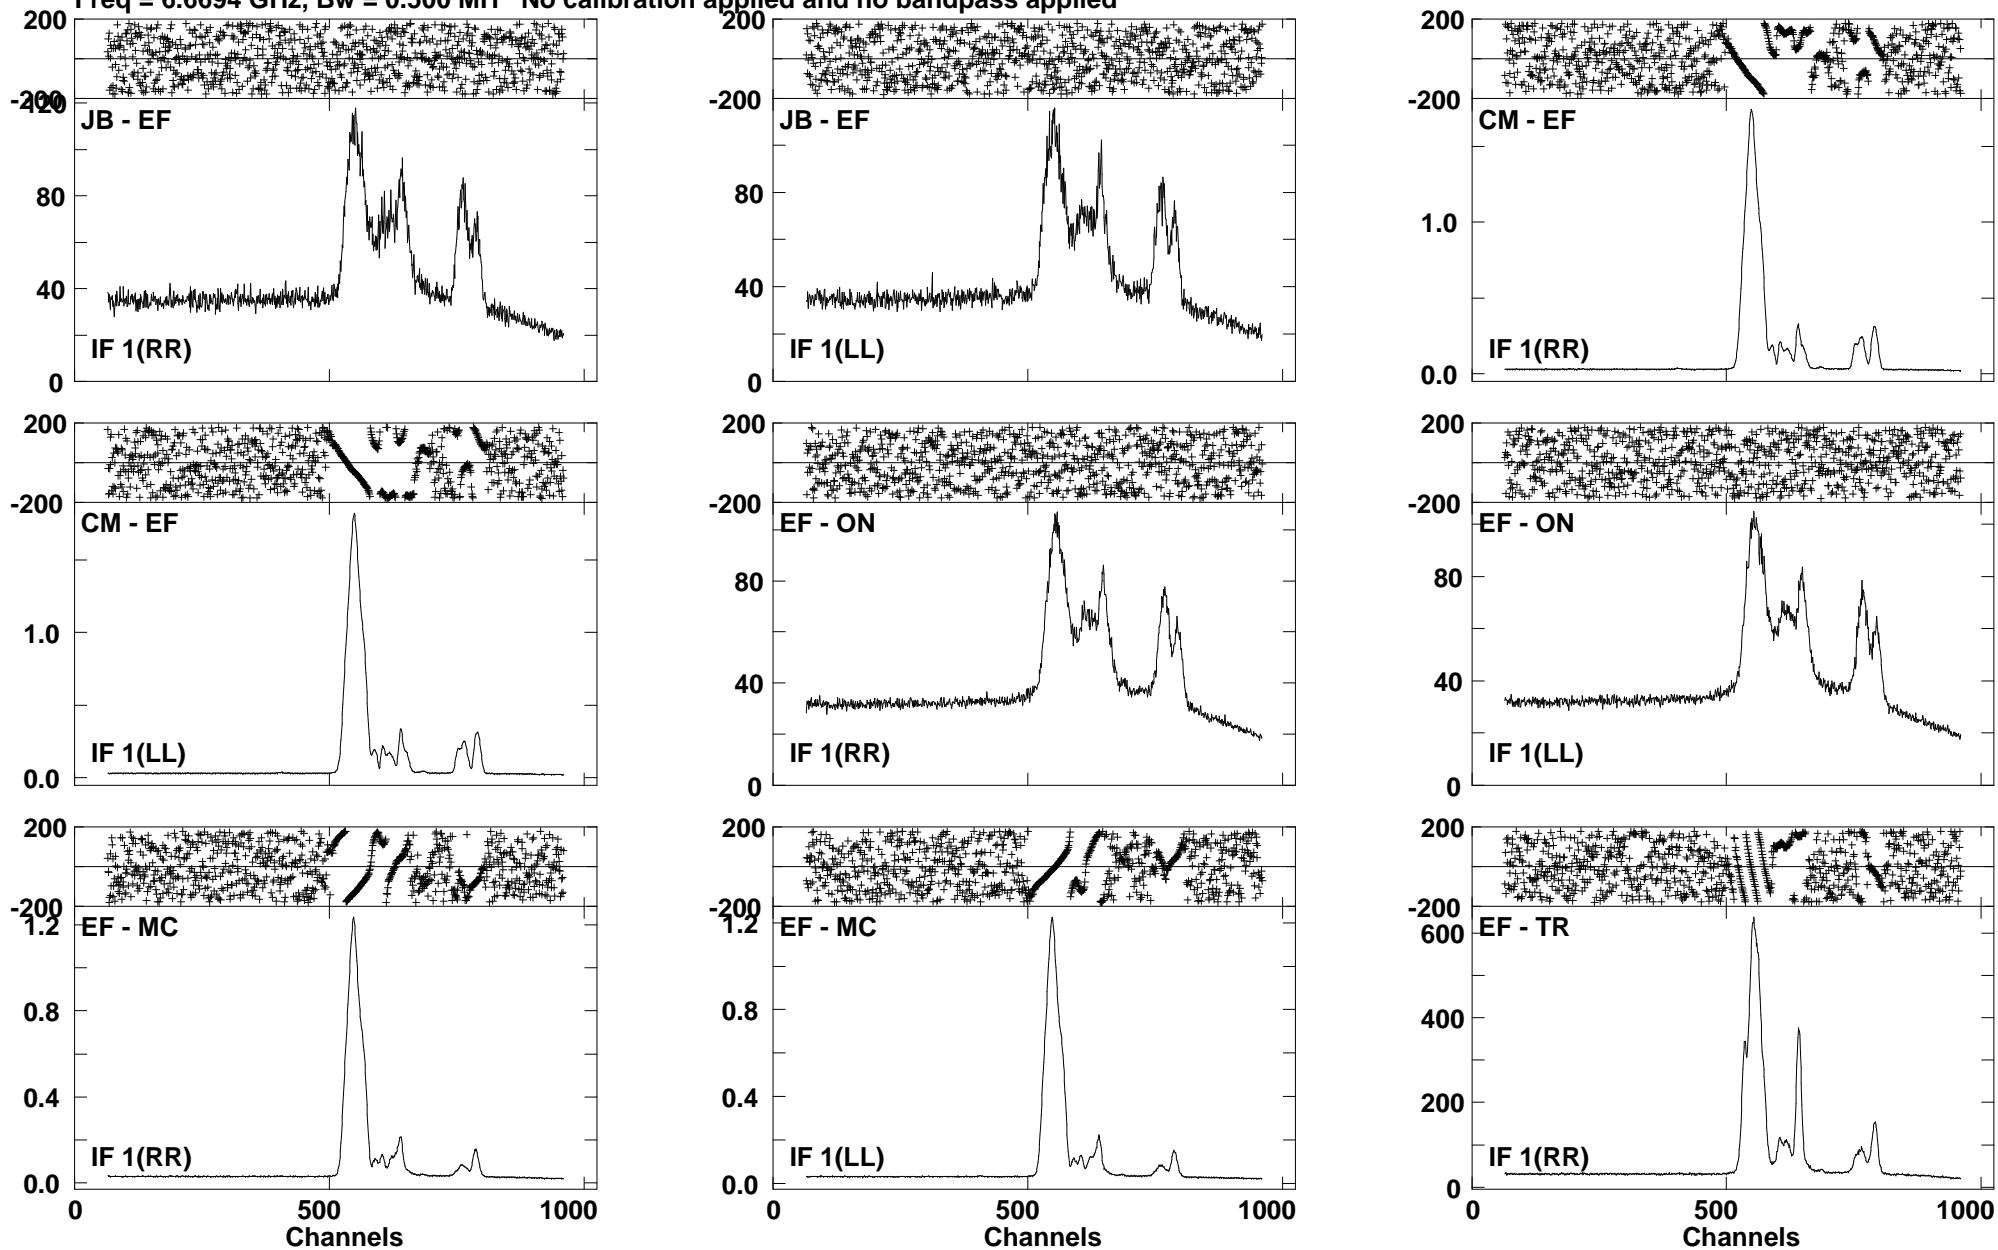 Freq = 6.6694 GHz, Bw = 0.500 MH No calibration applied and no bandpass applied
200
-200
120
80
40
0
JB - EF
IF 1(RR)
200
-200
80
40
0
JB - EF
IF 1(LL)
200
-200
1.0
0.0
CM - EF
IF 1(RR)
200
-200
1.0
0.0
CM - EF
IF 1(LL)
200
-200
80
40
0
EF - ON
IF 1(RR)
200
-200
80
40
0
EF - ON
IF 1(LL)
200
-200
1.2
0.8
0.4
0.0
EF - MC
IF 1(RR)
0 500 1000
Channels
200
-200
1.2
0.8
0.4
0.0
EF - MC
IF 1(LL)
0 500 1000
Channels
200
-200
600
400
200
0
EF - TR
IF 1(RR)
0 500 1000
Channels